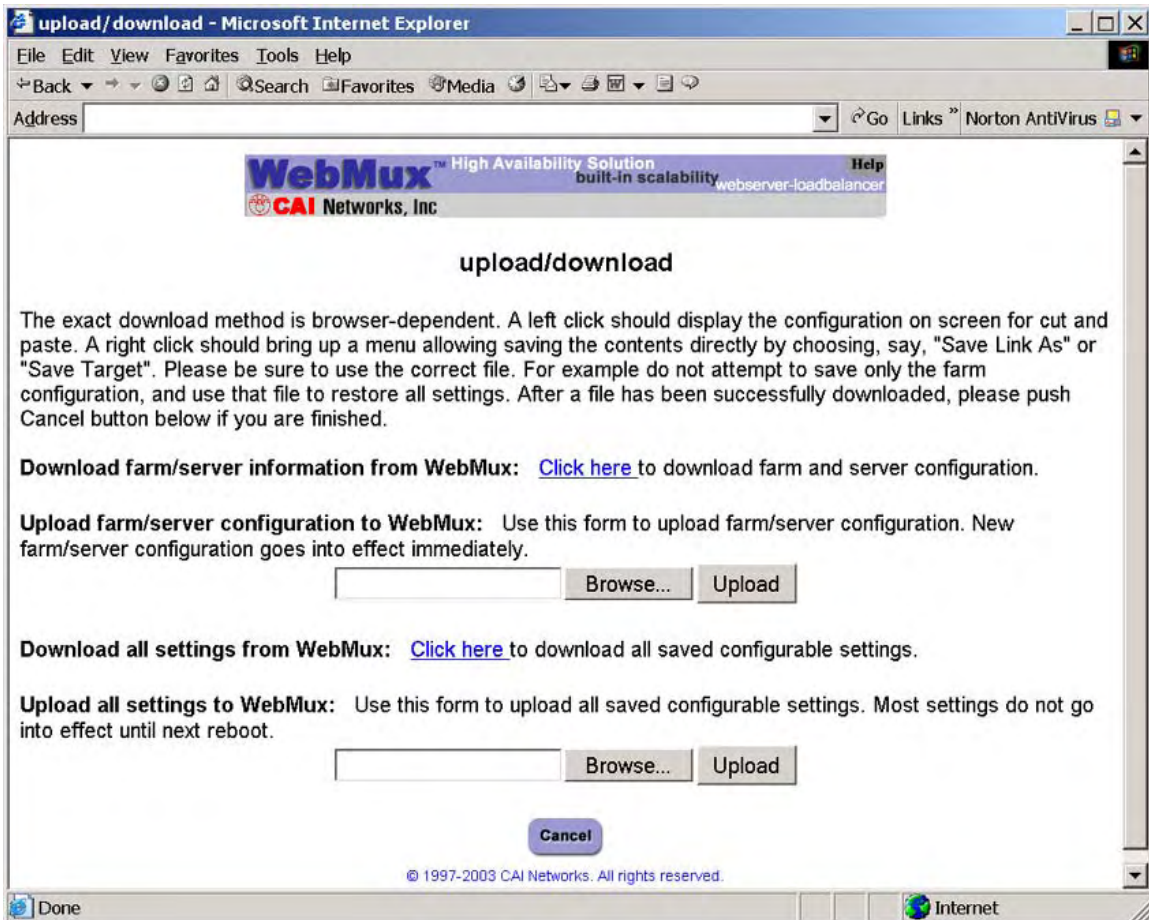 upload/download - Microsoft Internet Explorer
File Edit View Favorites Tools Help
Back Search Favorites Media
Address Go Links » Norton AntiVirus
WebMux™ High Availability Solution Help
built-in scalability
webserver-loadbalancer
CAI Networks, Inc
upload/download
The exact download method is browser-dependent. A left click should display the configuration on screen for cut and
paste. A right click should bring up a menu allowing saving the contents directly by choosing, say, "Save Link As" or
"Save Target". Please be sure to use the correct file. For example do not attempt to save only the farm
configuration, and use that file to restore all settings. After a file has been successfully downloaded, please push
Cancel button below if you are finished.
Download farm/server information from WebMux: Click here to download farm and server configuration.
Upload farm/server configuration to WebMux: Use this form to upload farm/server configuration. New
farm/server configuration goes into effect immediately.
Browse... Upload
Download all settings from WebMux: Click here to download all saved configurable settings.
Upload all settings to WebMux: Use this form to upload all saved configurable settings. Most settings do not go
into effect until next reboot.
Browse... Upload
Cancel
© 1997-2003 CAI Networks. All rights reserved.
Done Internet